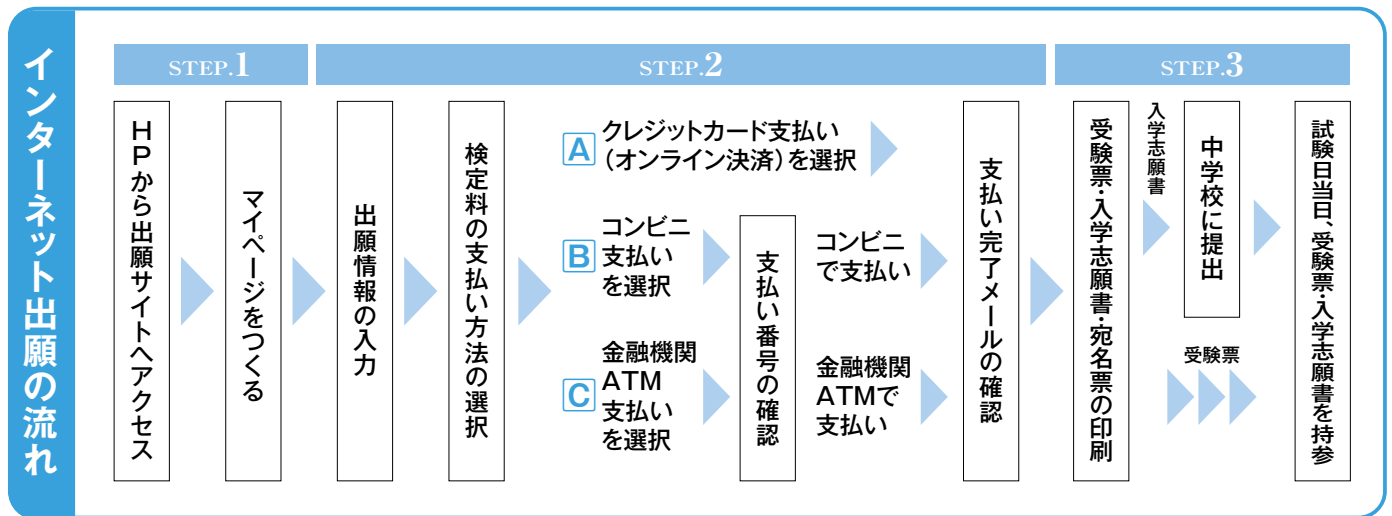 インターネット出願の流れ
STEP.1
HPから出願サイトへアクセス
マイページをつくる
STEP.2
出願情報の入力
検定料の支払い方法の選択
A
クレジットカード支払い
(オンライン決済)を選択
B
コンビニ
支払い
を選択
C
金融機関
ATM
支払い
を選択
支払い番号の確認
コンビニ
で支払い
金融機関
ATMで
支払い
支払い完了メールの確認
STEP.3
受験票・入学志願書・宛名票の印刷
入学志願書
中学校に提出
受験票
試験日当日、受験票・入学志願書を持参